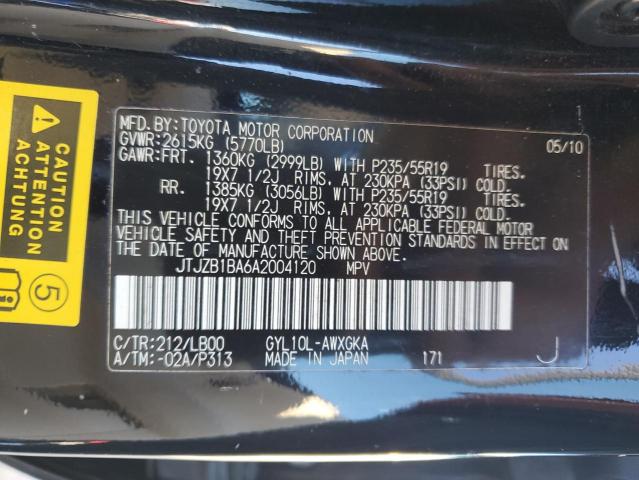 MFD.BY:TOYOTA MOTOR CORPORATION 05/10
GVWR:2615KG (5770LB)
GAWR:FRT. 1360KG (2999LB) WITH P235/55R19 TIRES.
19X7 1/2J RIMS, AT 230KPA (33PSI) COLD.
RR. 1385KG (3056LB) WITH P235/55R19 TIRES.
19X7 1/2J RIMS, AT 230KPA (33PSI) COLD.
THIS VEHICLE CONFORMS TO ALL APPLICABLE FEDERAL MOTOR
VEHICLE SAFETY AND THEFT PREVENTION STANDARDS IN EFFECT ON
THE DATE OF MANUFACTURE SHOWN ABOVE.
JTJZB1BA6A2004120 MPV
C/TR:212/LB00 GYL10L-AWXGKA
A/TM:-02A/P313 MADE IN JAPAN 171 J
ACHTUNG
5